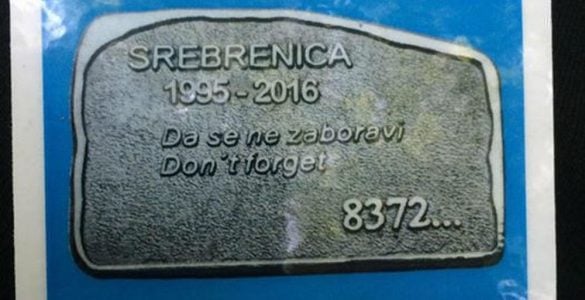 SREBRENICA
1995 - 2016
Da se ne zaboravi
Don´t forget
8372...